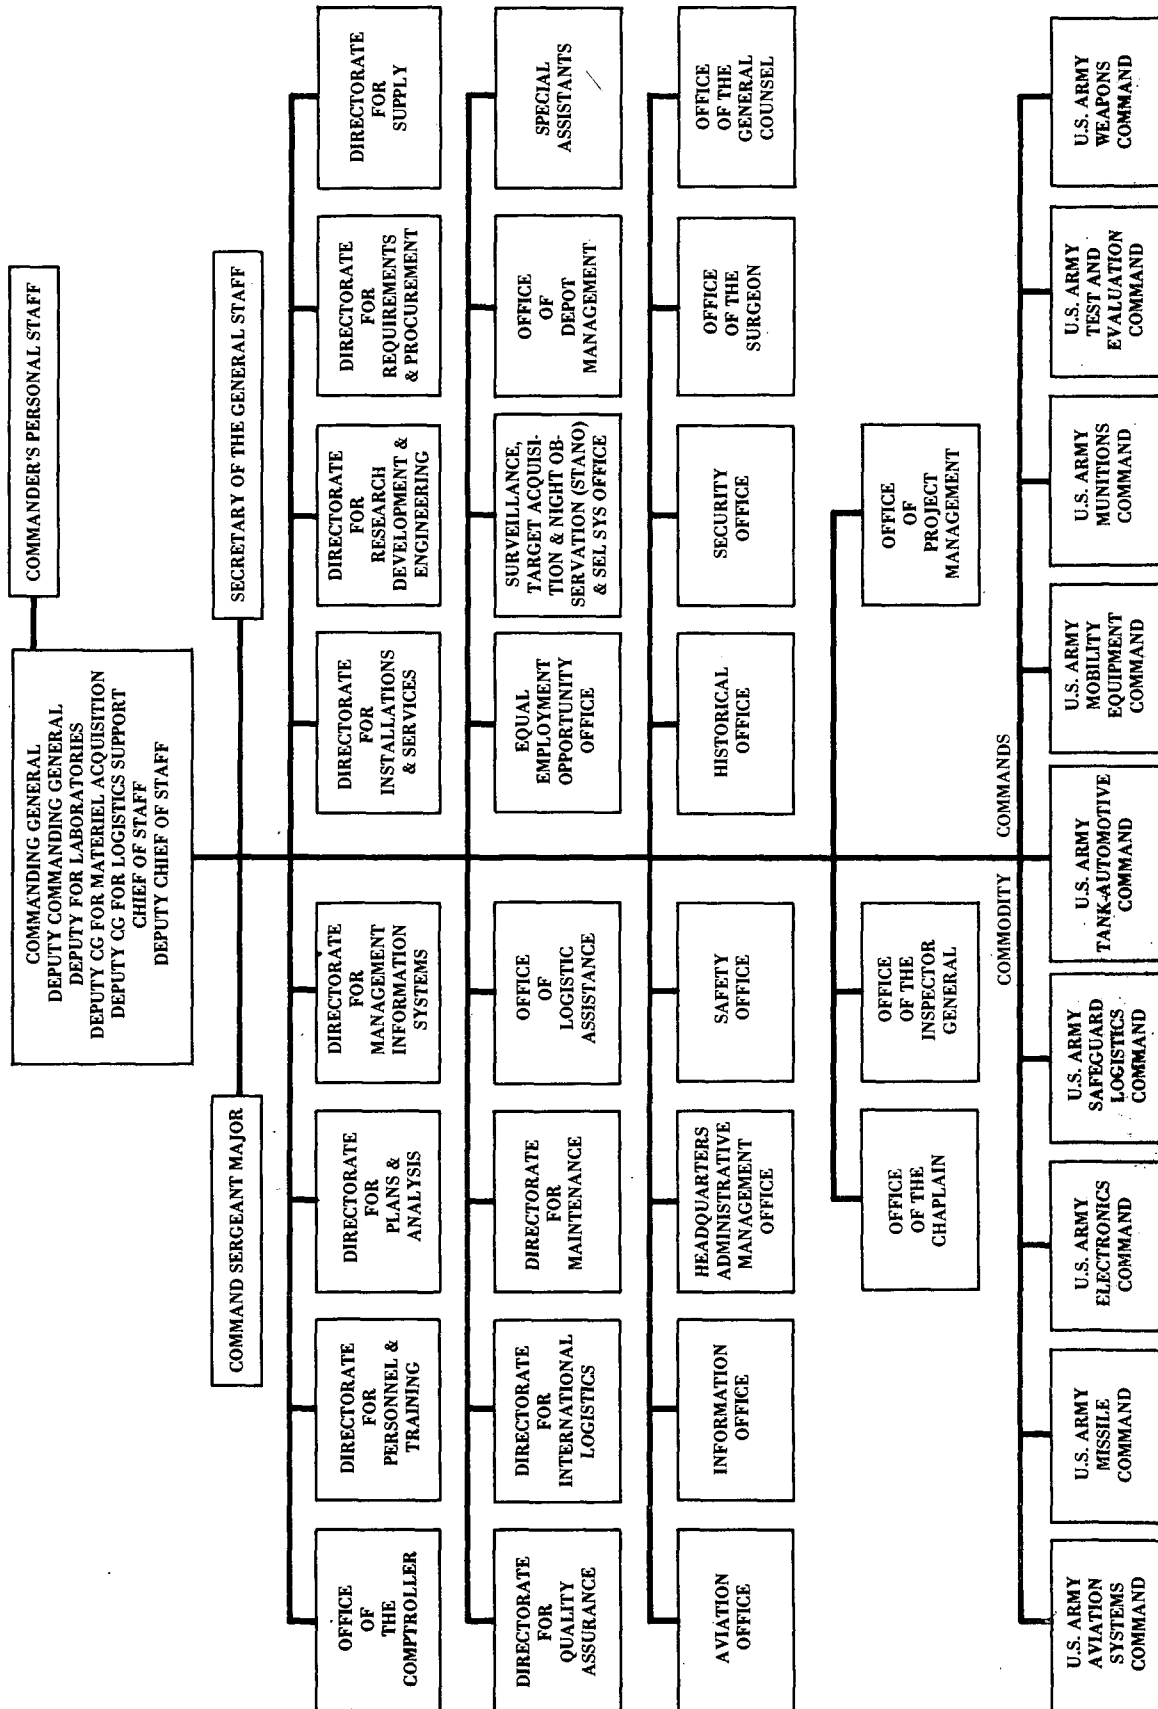 COMMANDER'S PERSONAL STAFF
COMMANDING GENERAL
DEPUTY COMMANDING GENERAL
DEPUTY FOR LABORATORIES
DEPUTY CG FOR MATERIEL ACQUISITION
DEPUTY CG FOR LOGISTICS SUPPORT
CHIEF OF STAFF
DEPUTY CHIEF OF STAFF
COMMAND SERGEANT MAJOR
SECRETARY OF THE GENERAL STAFF
OFFICE
OF
THE
COMPTROLLER
DIRECTORATE
FOR
PERSONNEL &
TRAINING
DIRECTORATE
FOR
PLANS &
ANALYSIS
DIRECTORATE
FOR
MANAGEMENT
INFORMATION
SYSTEMS
DIRECTORATE
FOR
INSTALLATIONS
& SERVICES
DIRECTORATE
FOR
RESEARCH
DEVELOPMENT &
ENGINEERING
DIRECTORATE
FOR
REQUIREMENTS
& PROCUREMENT
DIRECTORATE
FOR
SUPPLY
DIRECTORATE
FOR
QUALITY
ASSURANCE
DIRECTORATE
FOR
INTERNATIONAL
LOGISTICS
DIRECTORATE
FOR
MAINTENANCE
OFFICE
OF
LOGISTIC
ASSISTANCE
EQUAL
EMPLOYMENT
OPPORTUNITY
OFFICE
SURVEILLANCE,
TARGET ACQUISI-
TION & NIGHT OB-
SERVATION (STANO)
& SEL SYS OFFICE
OFFICE
OF
DEPOT
MANAGEMENT
SPECIAL
ASSISTANTS
AVIATION
OFFICE
INFORMATION
OFFICE
HEADQUARTERS
ADMINISTRATIVE
MANAGEMENT
OFFICE
SAFETY
OFFICE
HISTORICAL
OFFICE
SECURITY
OFFICE
OFFICE
OF THE
SURGEON
OFFICE
OF THE
GENERAL
COUNSEL
OFFICE
OF THE
CHAPLAIN
OFFICE
OF THE
INSPECTOR
GENERAL
OFFICE
OF
PROJECT
MANAGEMENT
COMMODITY COMMANDS
U.S. ARMY
AVIATION
SYSTEMS
COMMAND
U.S. ARMY
MISSILE
COMMAND
U.S. ARMY
ELECTRONICS
COMMAND
U.S. ARMY
SAFEGUARD
LOGISTICS
COMMAND
U.S. ARMY
TANK-AUTOMOTIVE
COMMAND
U.S. ARMY
MOBILITY
EQUIPMENT
COMMAND
U.S. ARMY
MUNITIONS
COMMAND
U.S. ARMY
TEST AND
EVALUATION
COMMAND
U.S. ARMY
WEAPONS
COMMAND